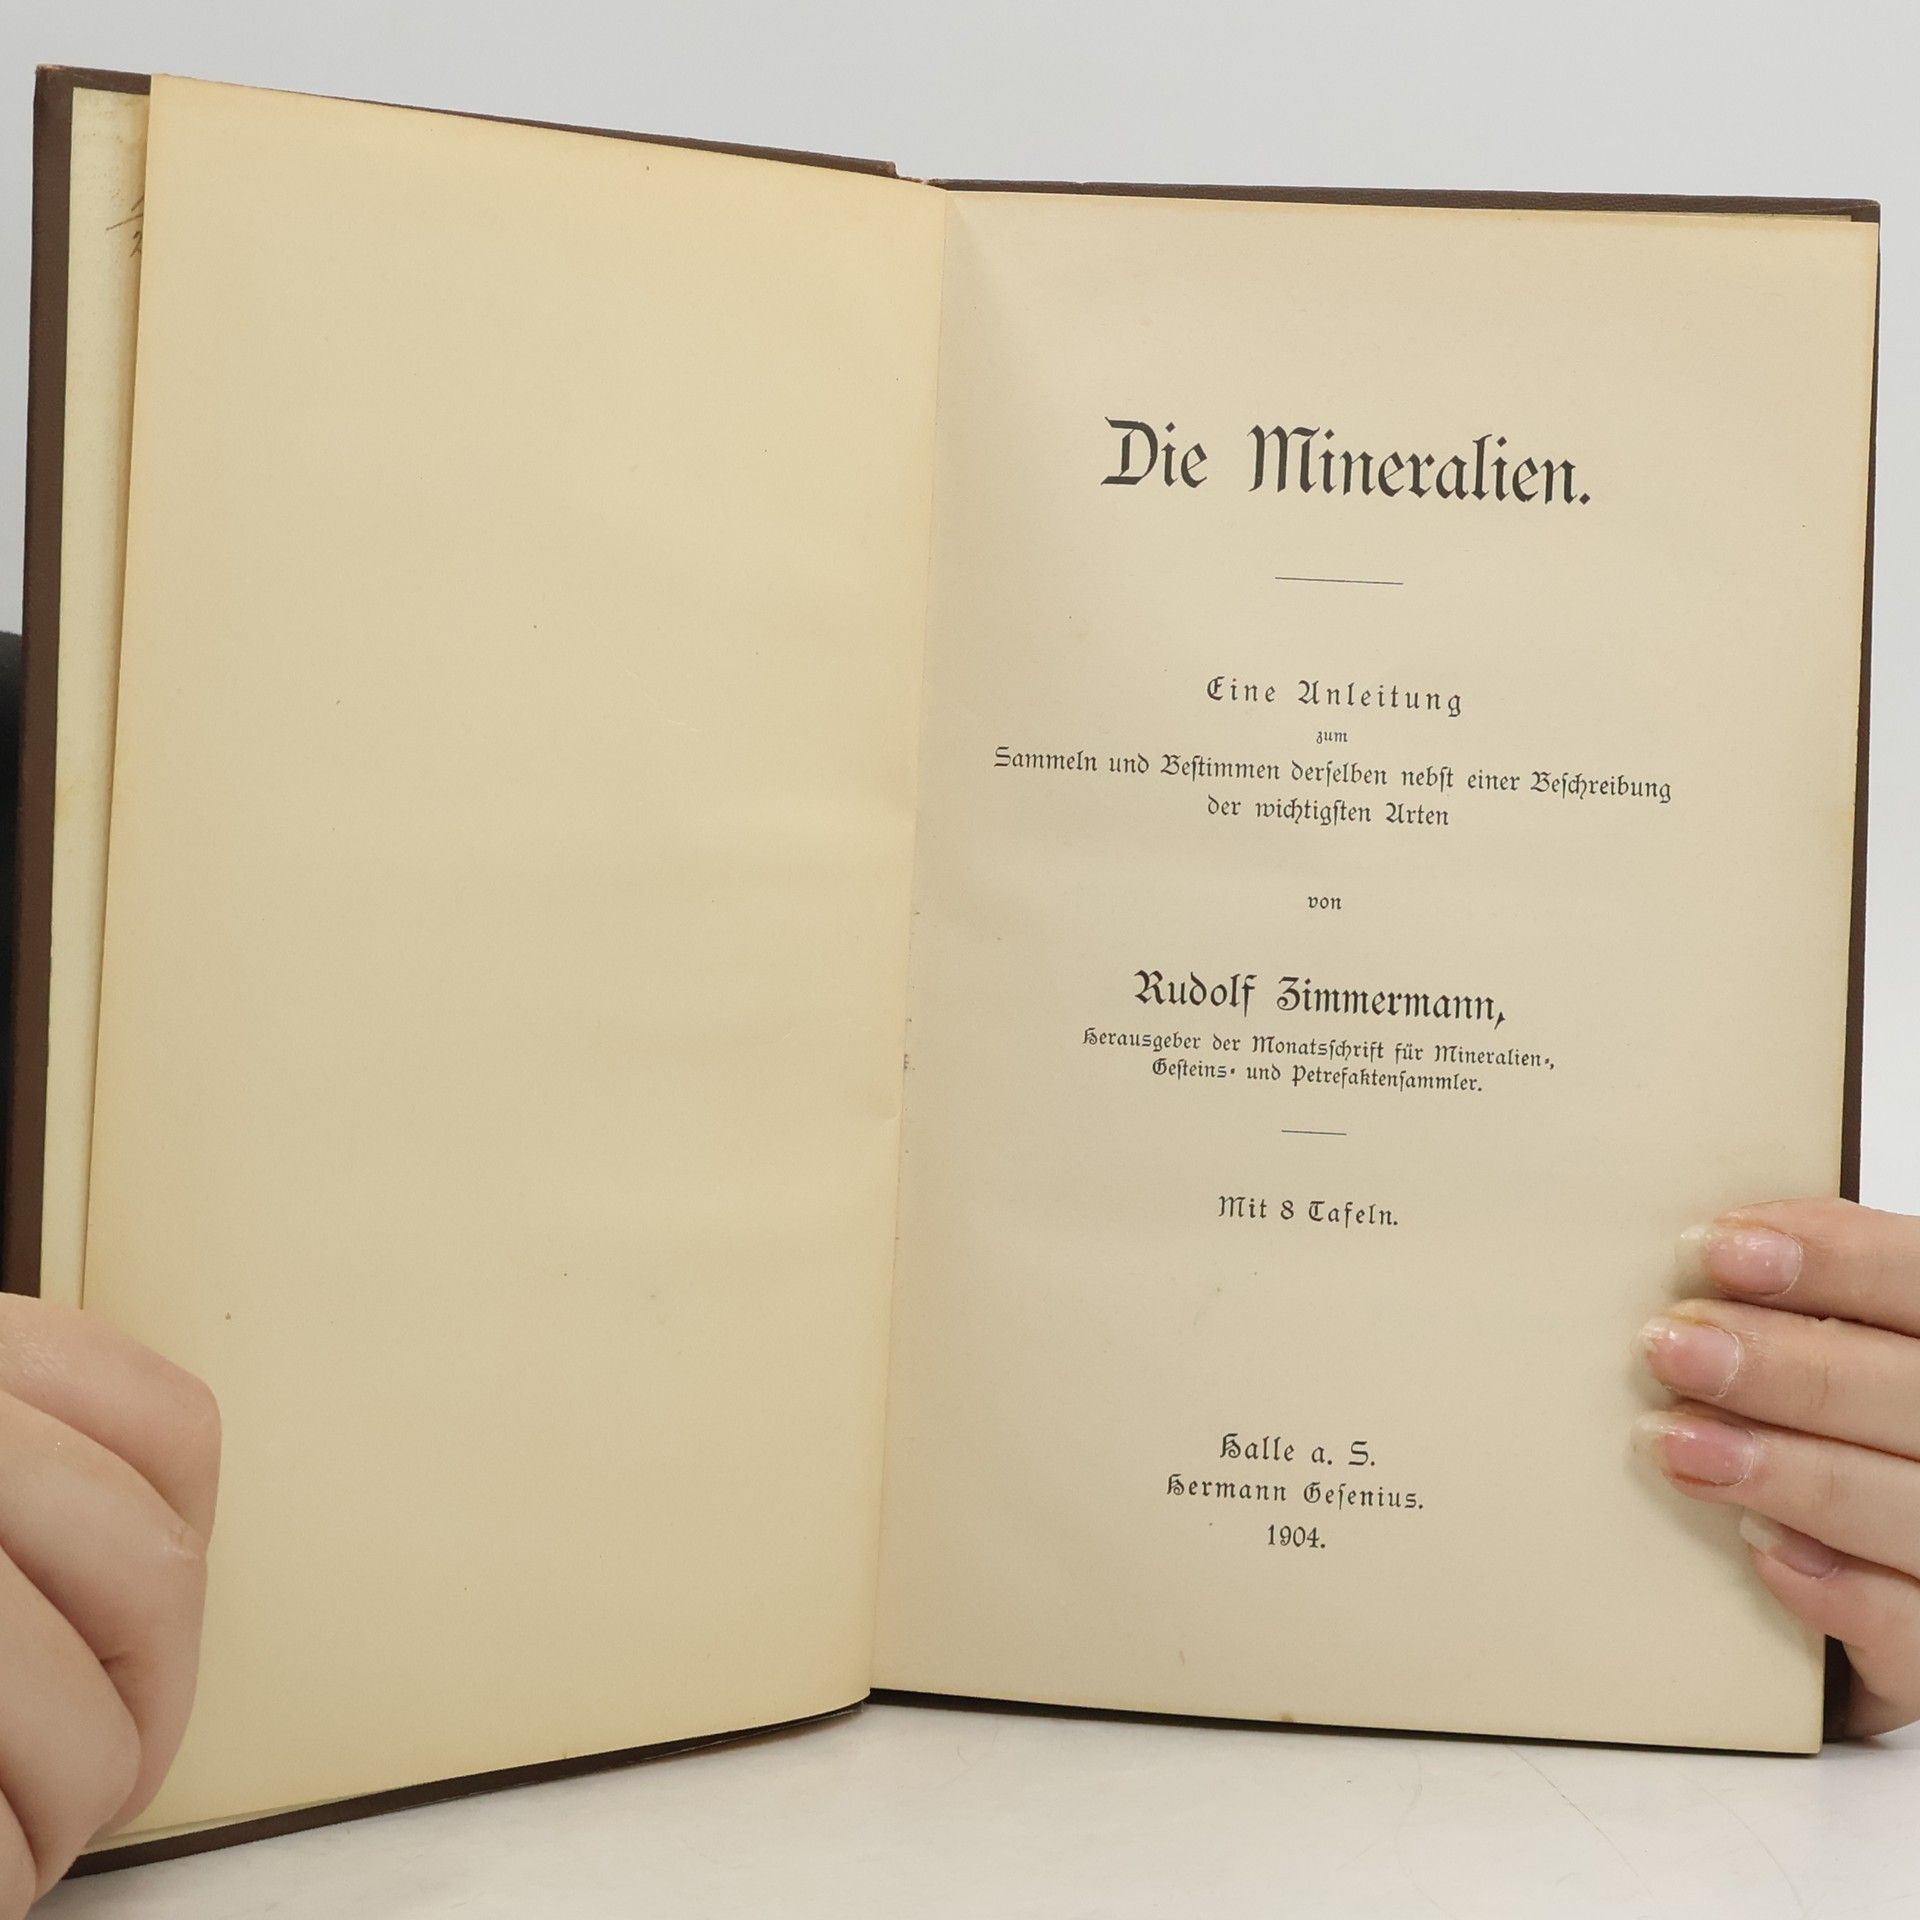 Die Mineralien.
Eine Anleitung
zum
Sammeln und Beſtimmen derſelben nebſt einer Beſchreibung
der wichtigſten Arten
von
Rudolf Zimmermann,
Herausgeber der Monatsſchrift für Mineralien-,
Geſteins- und Petrefaktenſammler.
Mit 8 Tafeln.
Halle a. S.
Hermann Geſenius.
1904.